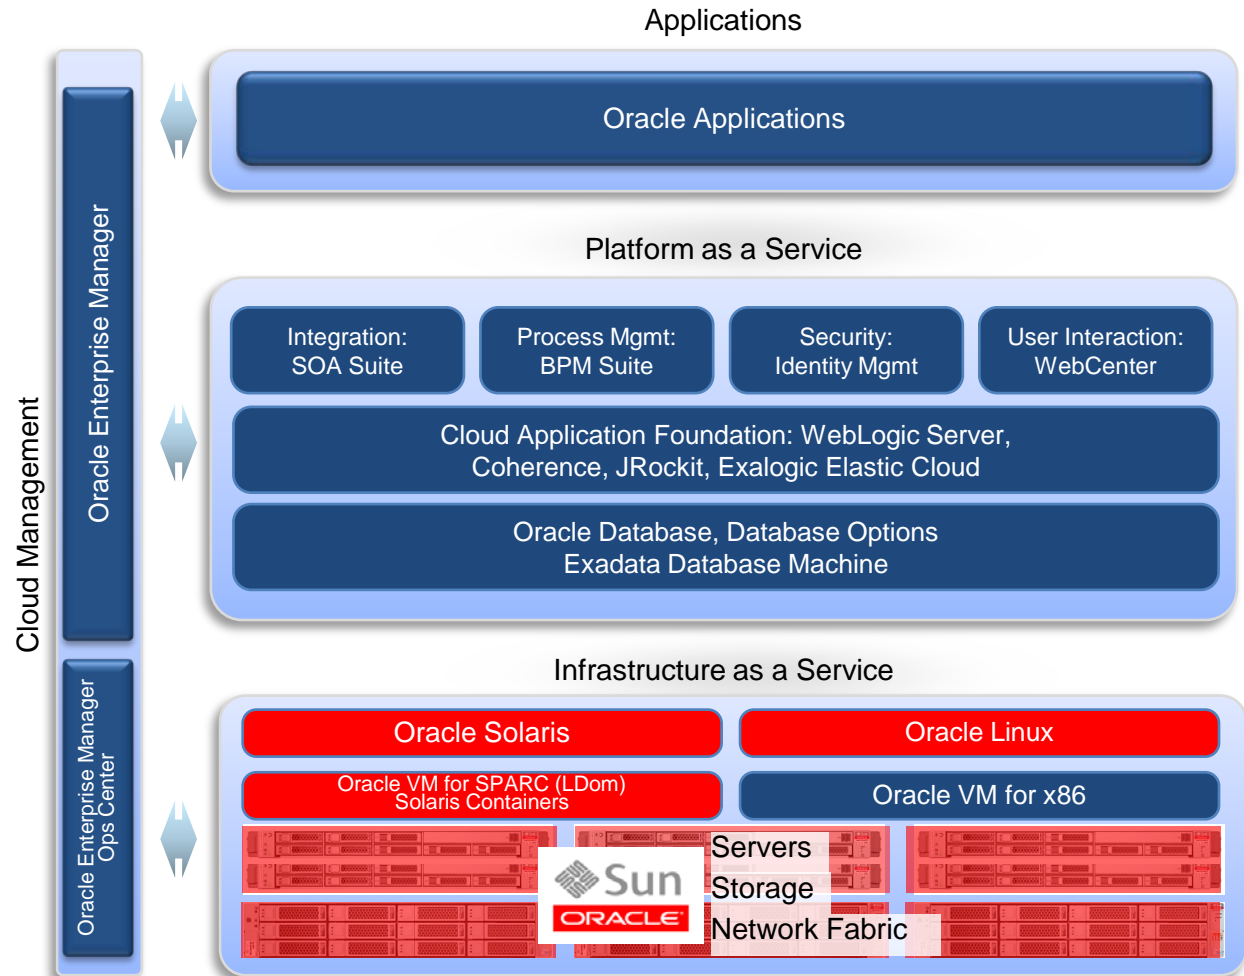 Applications
Oracle Applications
Platform as a Service
Integration:
SOA Suite
Process Mgmt:
BPM Suite
Security:
Identity Mgmt
User Interaction:
WebCenter
Cloud Application Foundation: WebLogic Server,
Coherence, JRockit, Exalogic Elastic Cloud
Oracle Database, Database Options
Exadata Database Machine
Infrastructure as a Service
Oracle Solaris
Oracle Linux
Oracle VM for SPARC (LDom)
Solaris Containers
Oracle VM for x86
Servers
Storage
Network Fabric
Sun
ORACLE
Cloud Management
Oracle Enterprise Manager
Oracle Enterprise Manager
Ops Center